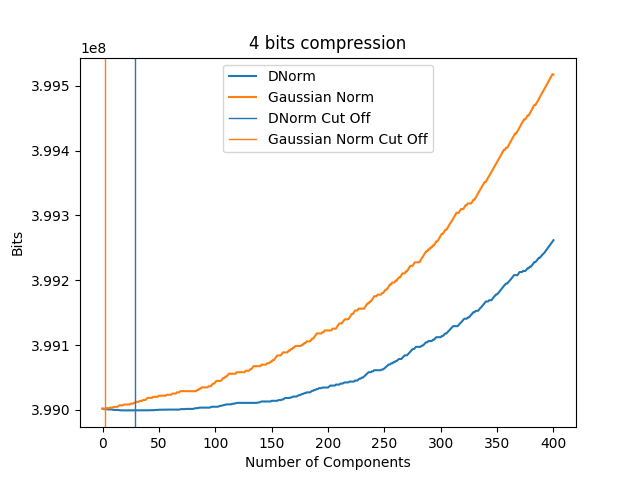 4 bits compression
1e8
3.995
3.994
3.993
3.992
3.991
3.990
Bits
DNorm
Gaussian Norm
DNorm Cut Off
Gaussian Norm Cut Off
0 50 100 150 200 250 300 350 400
Number of Components